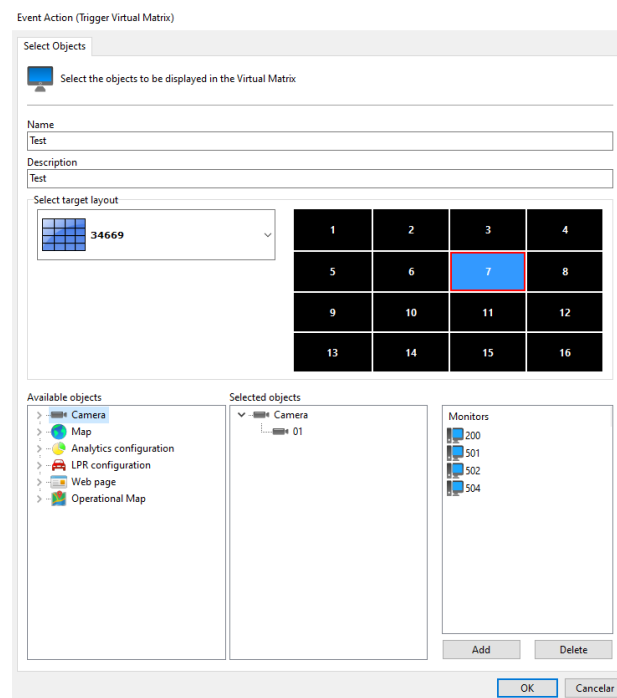 Event Action (Trigger Virtual Matrix)
Select Objects
Select the objects to be displayed in the Virtual Matrix
Name
Test
Description
Test
Select target layout
34669
1 2 3 4
5 6 7 8
9 10 11 12
13 14 15 16
Available objects
Camera
Map
Analytics configuration
LPR configuration
Web page
Operational Map
Selected objects
Camera
01
Monitors
200
501
502
504
Add Delete
OK Cancelar